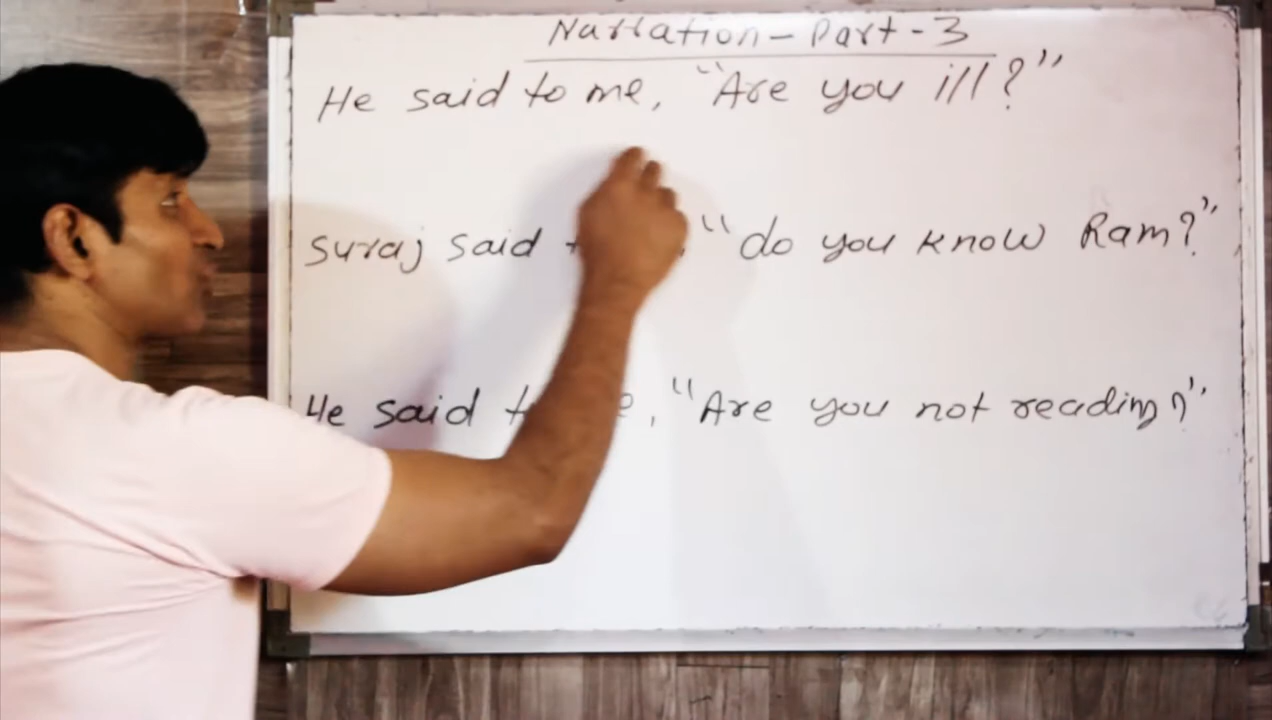 Narration - Part - 3
He said to me, "Are you ill?"
Suraj said "do you know Ram?"
He said , "Are you not reading?"